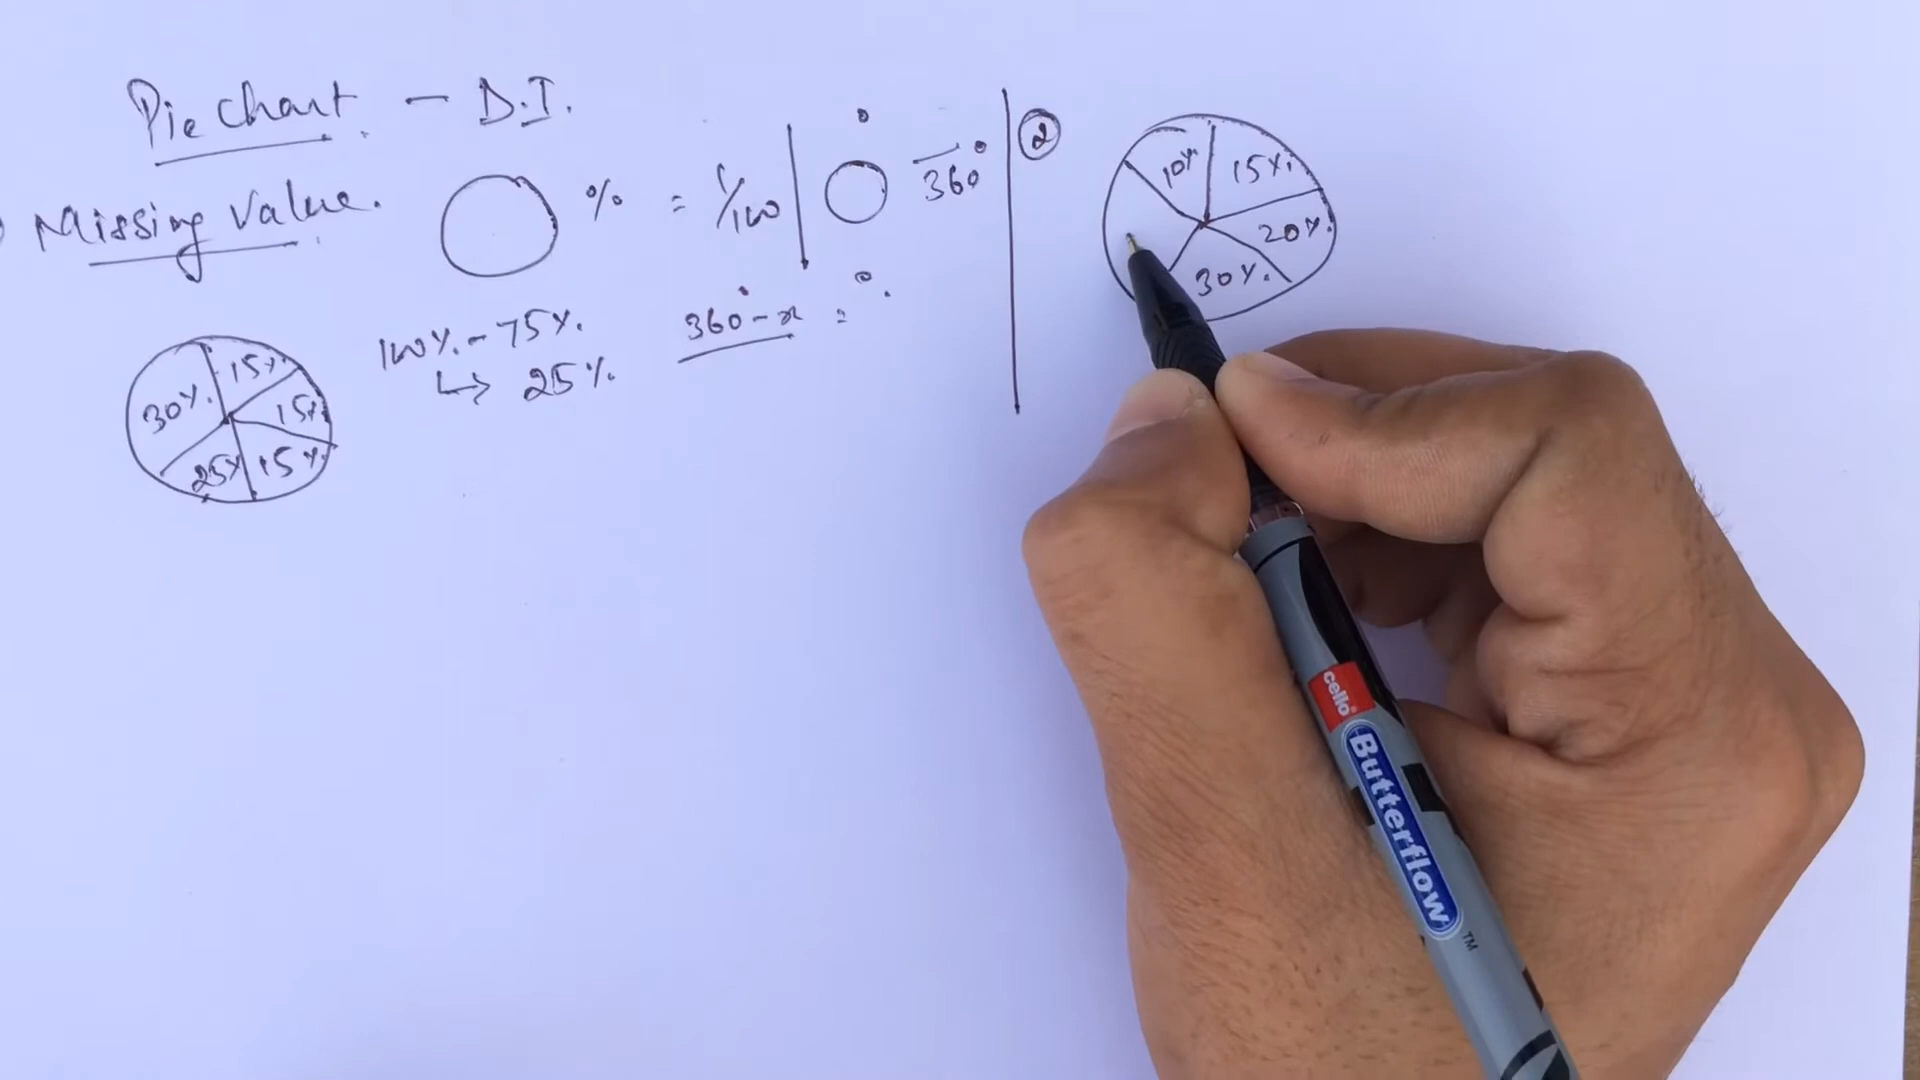 Pie chart - D.I.
Missing value.
% = 1/100
°
360°
2
10%
15%
20%
30%
100% - 75%
↳ 25%
360° - x = °.
30%
15%
15%
25%
15%
cello
Butterflow™